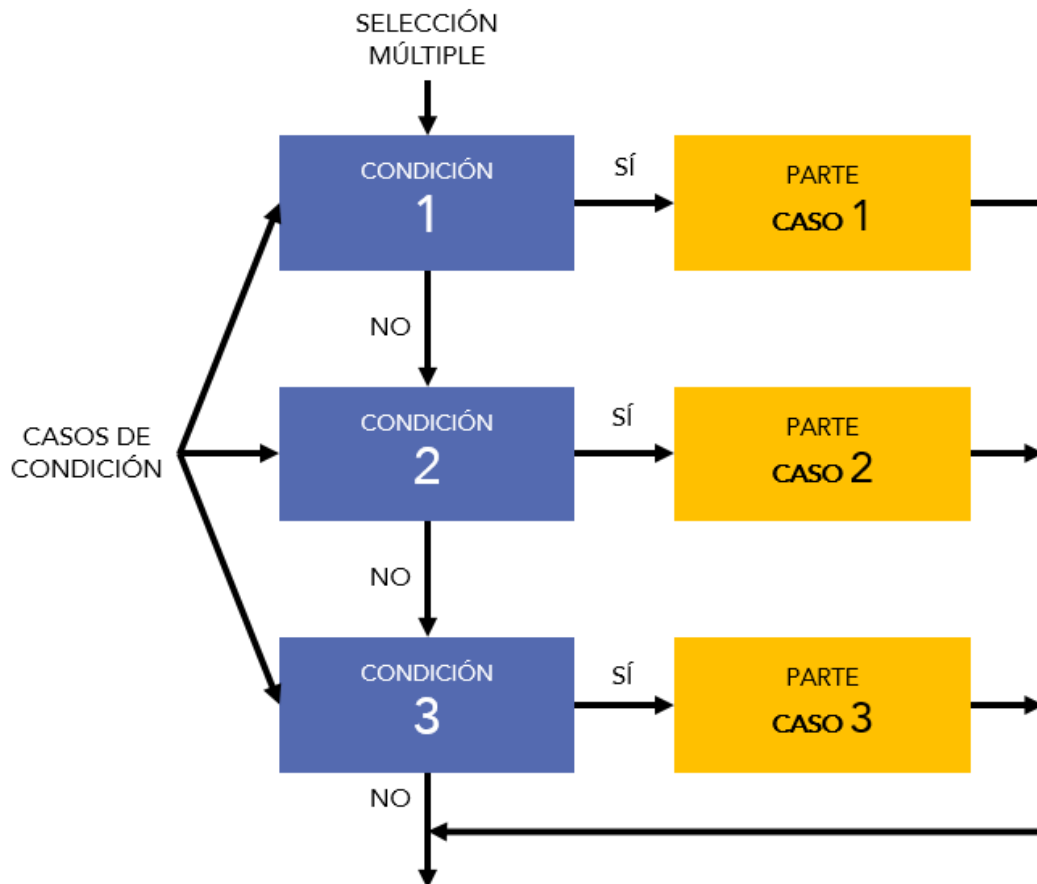 SELECCIÓN
MÚLTIPLE
CONDICIÓN
1
SÍ
PARTE
CASO 1
NO
CASOS DE
CONDICIÓN
CONDICIÓN
2
SÍ
PARTE
CASO 2
NO
CONDICIÓN
3
SÍ
PARTE
CASO 3
NO